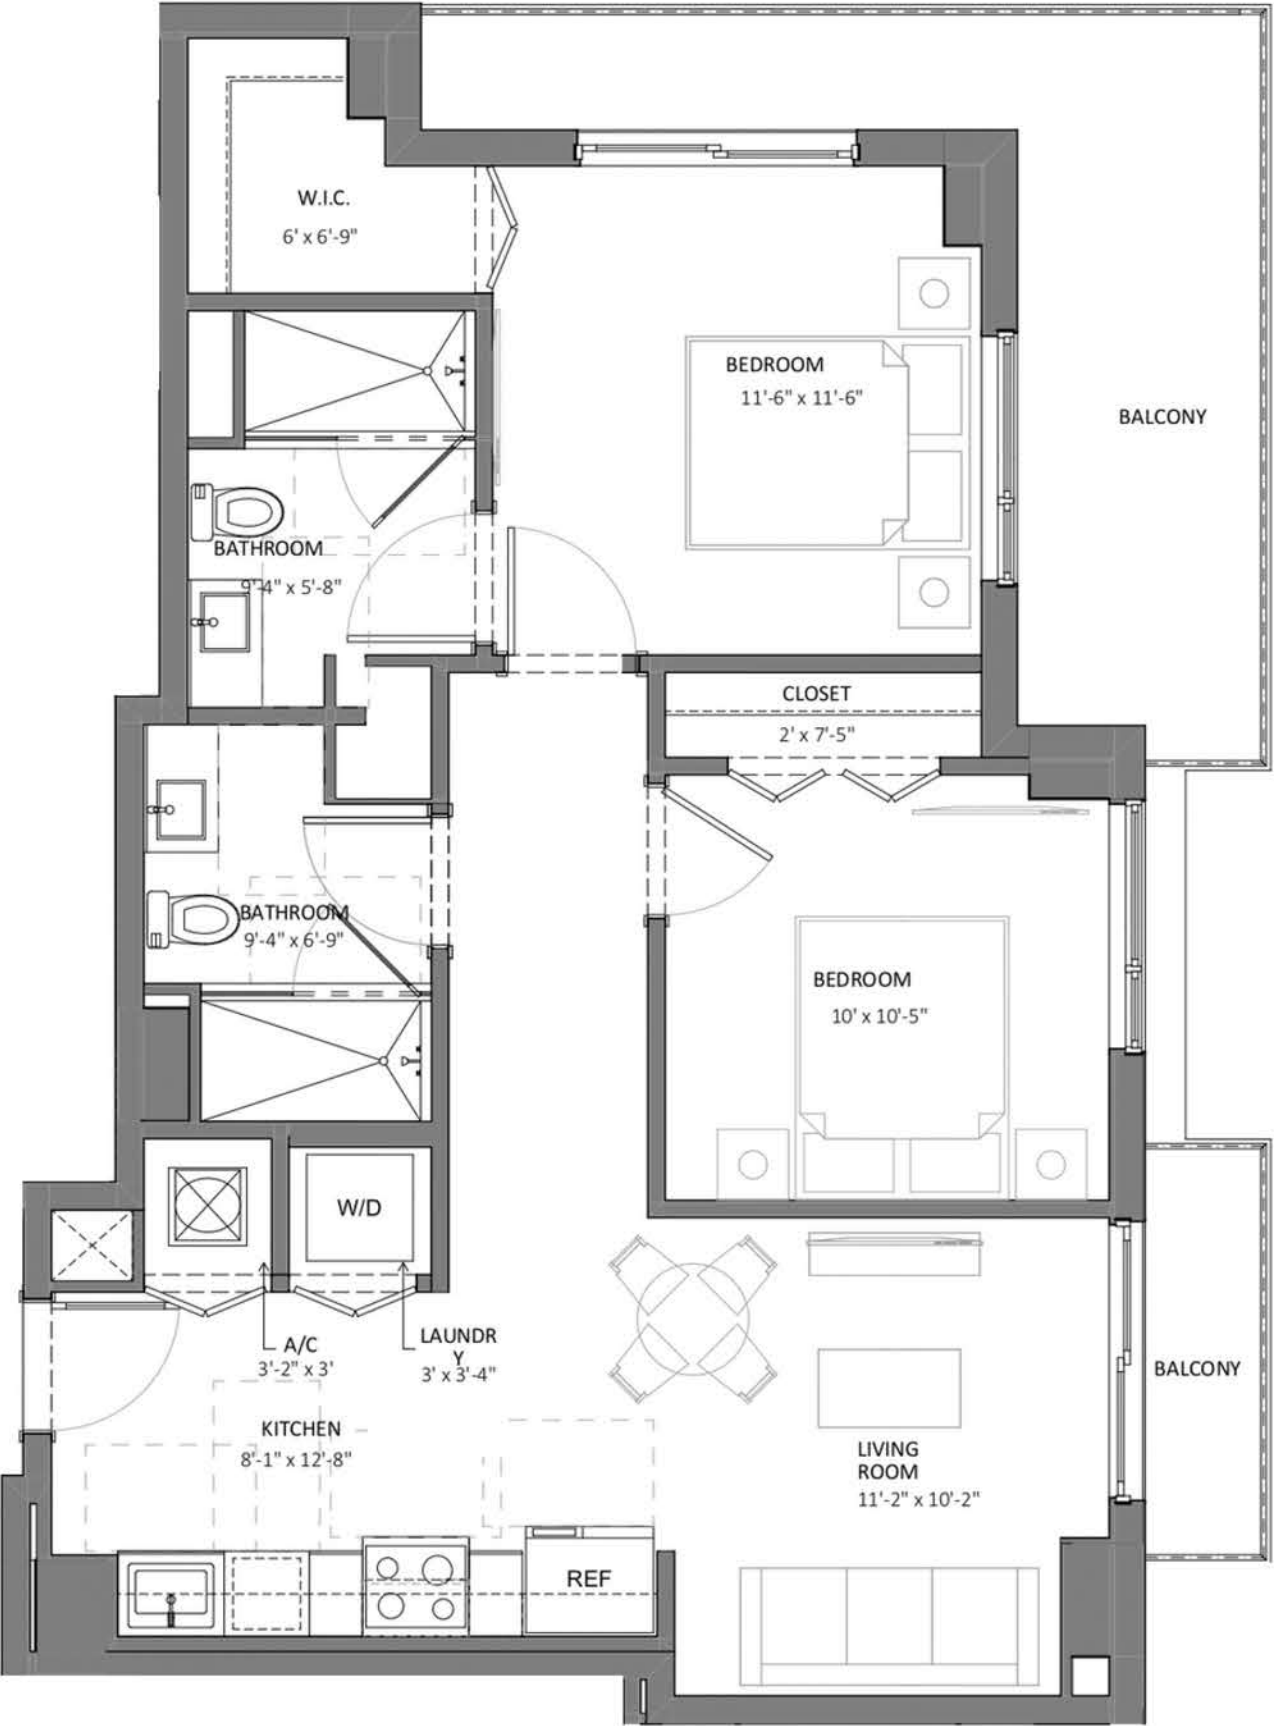 W.I.C.
6' x 6'-9"
BEDROOM
11'-6" x 11'-6"
BALCONY
BATHROOM
9'-4" x 5'-8"
CLOSET
2' x 7'-5"
BATHROOM
9'-4" x 6'-9"
BEDROOM
10' x 10'-5"
W/D
A/C
3'-2" x 3'
LAUNDR
Y
3' x 3'-4"
BALCONY
KITCHEN
8'-1" x 12'-8"
LIVING
ROOM
11'-2" x 10'-2"
REF